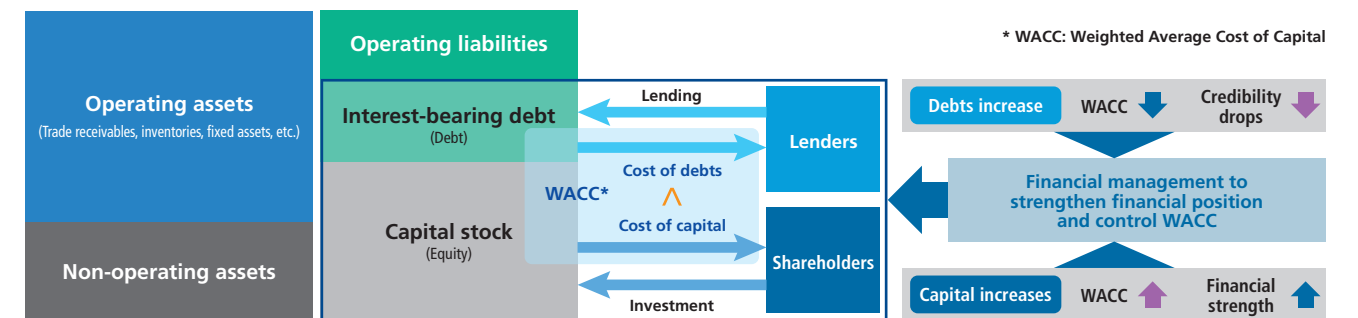 Operating assets
(Trade receivables, inventories, fixed assets, etc.)
Non-operating assets
Operating liabilities
Interest-bearing debt
(Debt)
Capital stock
(Equity)
WACC*
Lending
Cost of debts
<
Cost of capital
Investment
Lenders
Shareholders
* WACC: Weighted Average Cost of Capital
Debts increase
WACC
Credibility
drops
Financial management to
strengthen financial position
and control WACC
Capital increases
WACC
Financial
strength